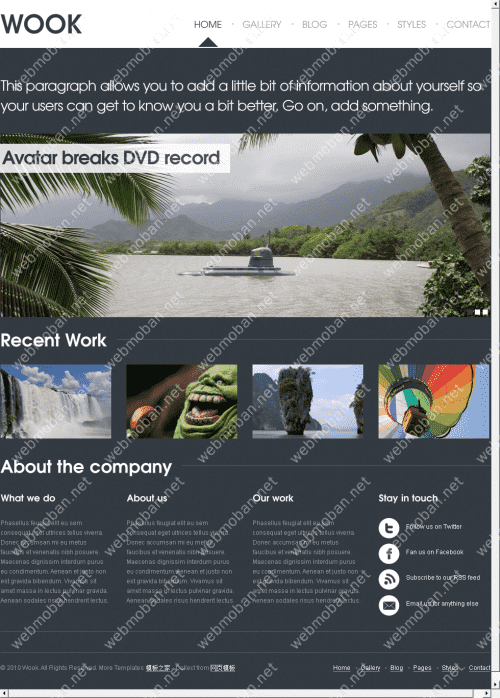 WOOK
HOME · GALLERY · BLOG · PAGES · STYLES · CONTACT
This paragraph allows you to add a little bit of information about yourself so
your users can get to know you a bit better. Go on, add something.
Avatar breaks DVD record
Recent Work
About the company
What we do
Phasellus feugiat elit eu sem
consequat eget ultrices tellus viverra.
Donec accumsan mi eu metus
faucibus et venenatis nibh posuere.
Maecenas dignissim interdum purus
eu condimentum. Aenean et justo non
est gravida bibendum. Vivamus sit
amet massa in lectus pulvinar gravida.
Aenean sodales risus hendrerit lectus.
About us
Phasellus feugiat elit eu sem
consequat eget ultrices tellus viverra.
Donec accumsan mi eu metus
faucibus et venenatis nibh posuere.
Maecenas dignissim interdum purus
eu condimentum. Aenean et justo non
est gravida bibendum. Vivamus sit
amet massa in lectus pulvinar gravida.
Aenean sodales risus hendrerit lectus.
Our work
Phasellus feugiat elit eu sem
consequat eget ultrices tellus viverra.
Donec accumsan mi eu metus
faucibus et venenatis nibh posuere.
Maecenas dignissim interdum purus
eu condimentum. Aenean et justo non
est gravida bibendum. Vivamus sit
amet massa in lectus pulvinar gravida.
Aenean sodales risus hendrerit lectus.
Stay in touch
Follow us on Twitter
Fan us on Facebook
Subscribe to our RSS feed
Email us for anything else
© 2010 Wook. All Rights Reserved. More Templates 模板之家 - Collect from 网页模板
Home · Gallery · Blog · Pages · Styles · Contact
webmoban.net